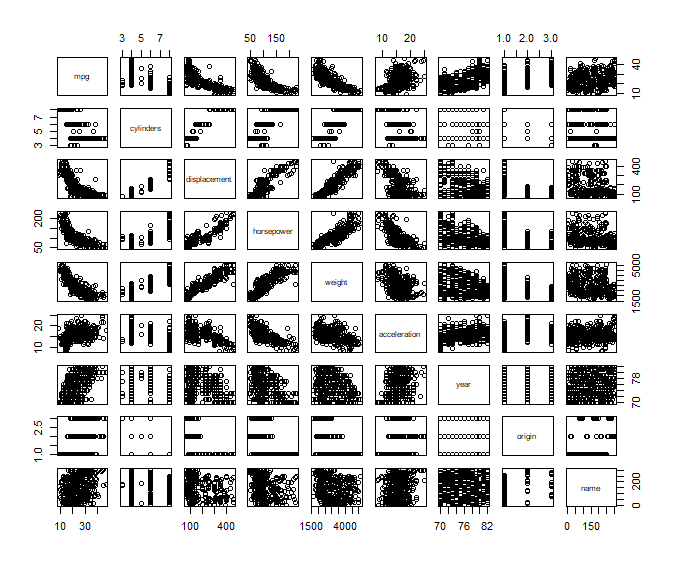 3 5 7 50 150 10 20 1.0 2.0 3.0
mpg 10 40
3 5 7 cylinders
displacement 100 400
50 200 horsepower
weight 1500 5000
10 20 acceleration
year 70 78
1.0 2.5 origin
name 0 200
10 30 100 400 1500 4000 70 76 82 0 150